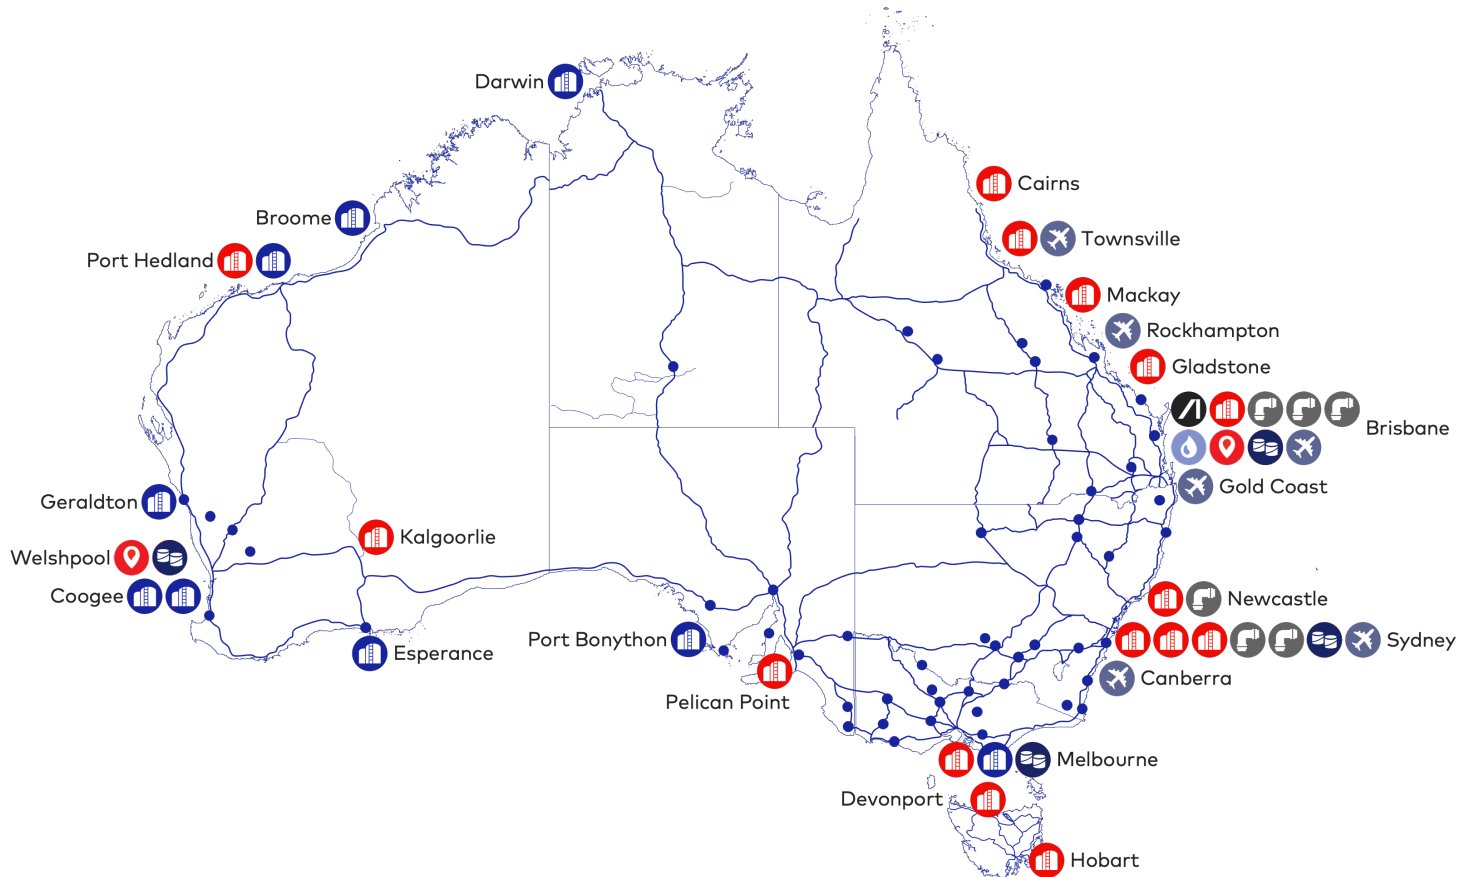 Darwin
Cairns
Broome
Townsville
Port Hedland
Mackay
Rockhampton
Gladstone
Brisbane
Gold Coast
Geraldton
Kalgoorlie
Welshpool
Coogee
Newcastle
Port Bonython
Esperance
Sydney
Canberra
Pelican Point
Melbourne
Devonport
Hobart